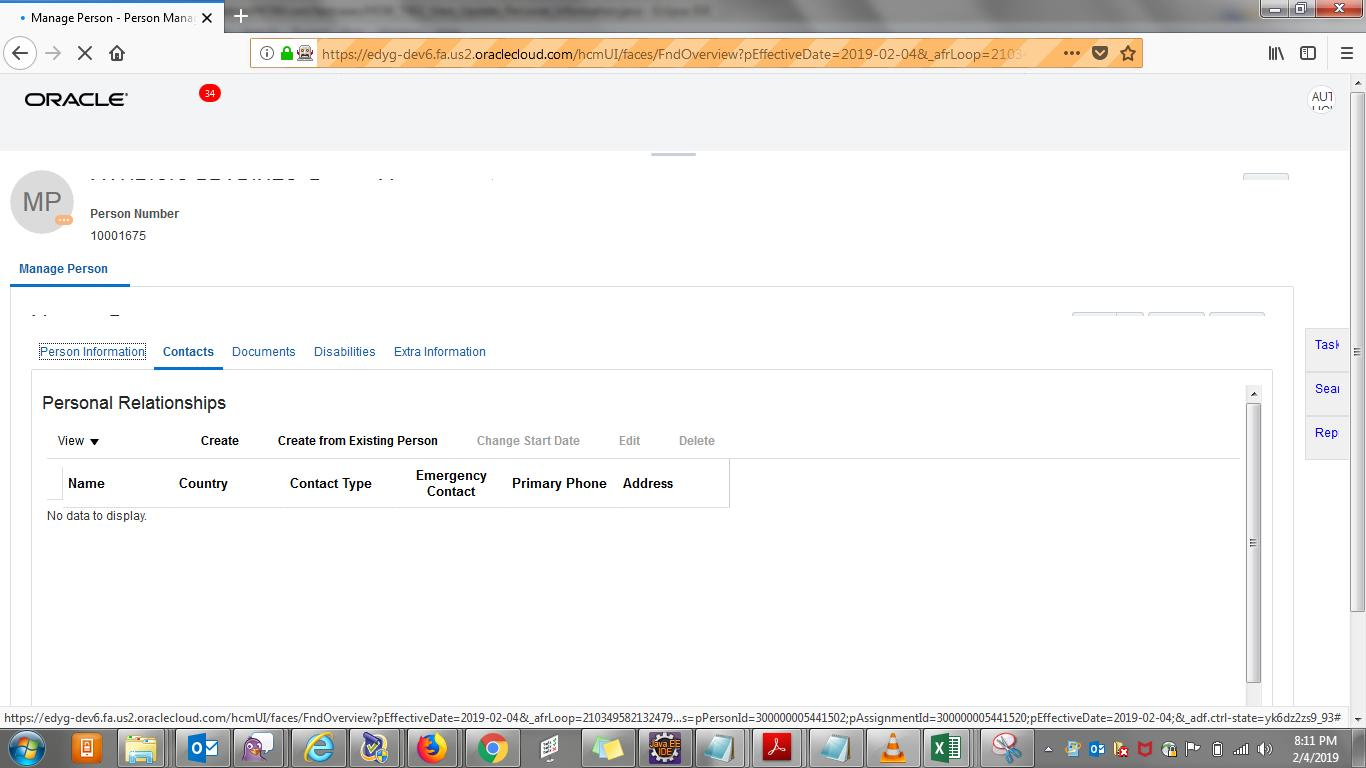 Manage Person - Person Mana
https://edyg-dev6.fa.us2.oraclecloud.com/hcmUI/faces/FndOverview?pEffectiveDate=2019-02-04&_afrLoop=2103
ORACLE
34
AUT
MP
Person Number
10001675
Manage Person
Person Information Contacts Documents Disabilities Extra Information
Task
Sear
Rep
Personal Relationships
View Create Create from Existing Person Change Start Date Edit Delete
Name Country Contact Type Emergency Contact Primary Phone Address
No data to display.
https://edyg-dev6.fa.us2.oraclecloud.com/hcmUI/faces/FndOverview?pEffectiveDate=2019-02-04&_afrLoop=210349582132479...s=pPersonId=300000005441502;pAssignmentId=300000005441520;pEffectiveDate=2019-02-04;&_adf.ctrl-state=yk6dz2zs9_93#
Java EE
IDE
8:11 PM
2/4/2019